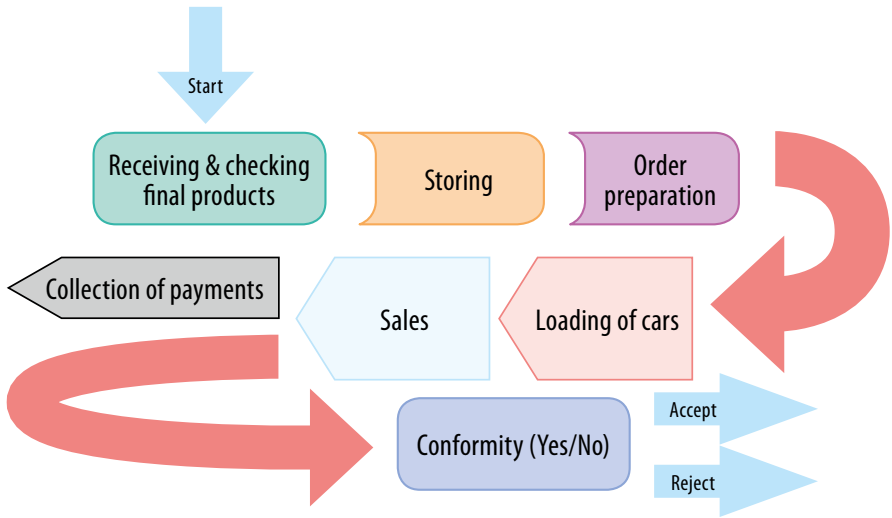 Start
Receiving & checking
final products
Storing
Order
preparation
Collection of payments
Sales
Loading of cars
Accept
Conformity (Yes/No)
Reject